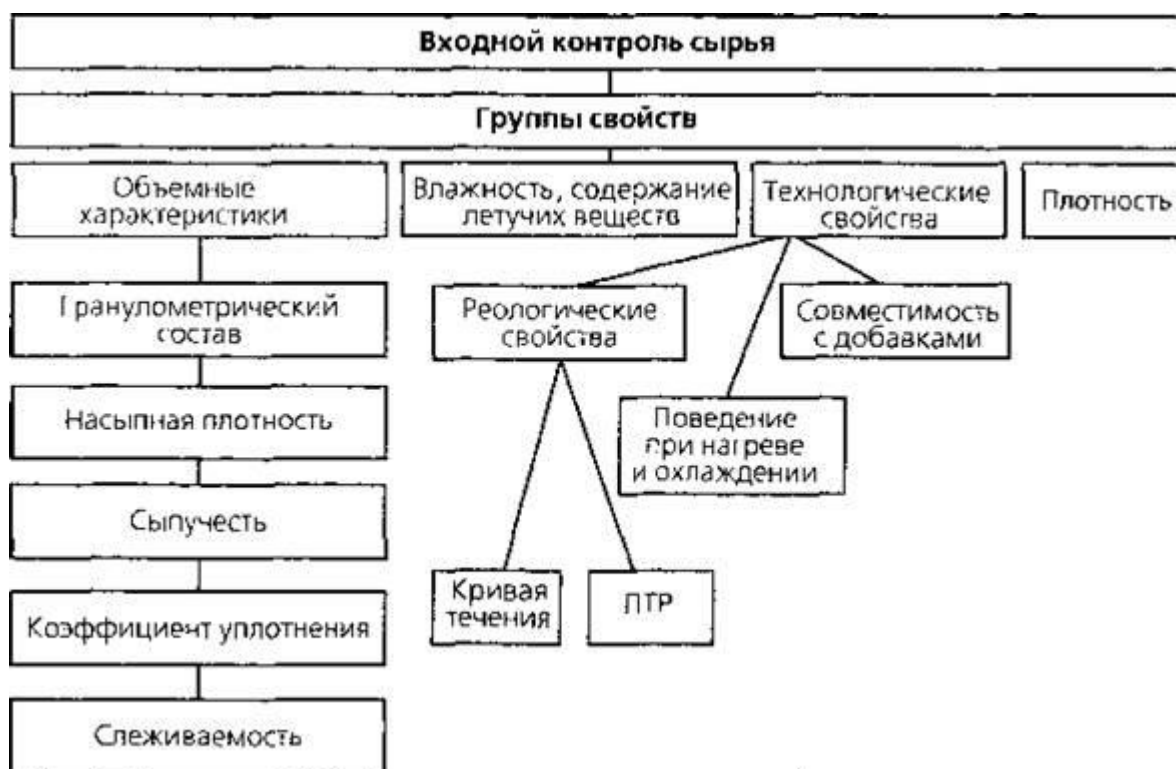 Входной контроль сырья
Группы свойств
Объемные
характеристики
Влажность, содержание
летучих веществ
Технологические
свойства
Плотность
Гранулометрический
состав
Реологические
свойства
Совместимость
с добавками
Насыпная плотность
Поведение
при нагреве
и охлаждении
Сыпучесть
Кривая
течения
ПТР
Коэффициент уплотнения
Слеживаемость